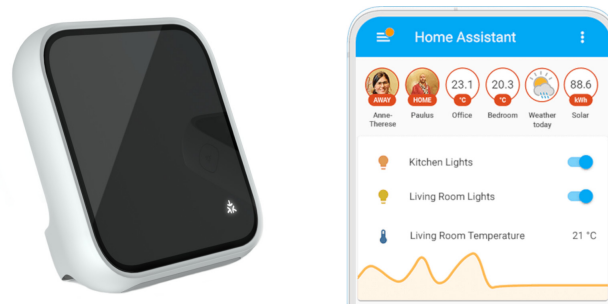 Home Assistant
23.1
°C
20.3
°C
88.6
kWh
AWAY
HOME
Anne-
Therese
Paulus
Office
Bedroom
Weather
today
Solar
Kitchen Lights
Living Room Lights
Living Room Temperature
21 °C